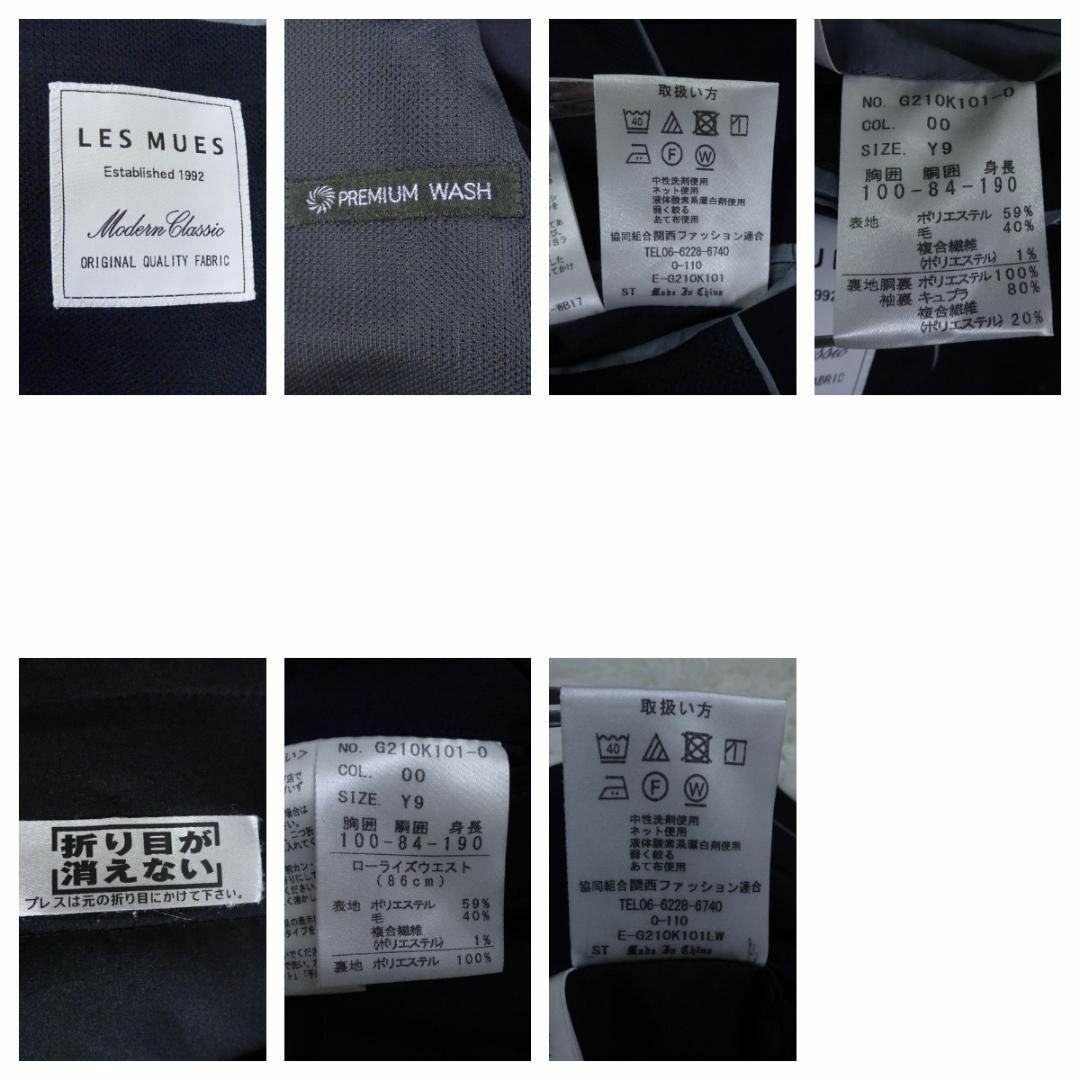 LES MUES
Established 1992
Modern Classic
ORIGINAL QUALITY FABRIC
PREMIUM WASH
取扱い方
40
F W
中性洗剤使用
ネット使用
液体酸素系漂白剤使用
弱く絞る
あて布使用
協同組合関西ファッション連合
TEL06-6228-6740
O-110
E-G210K101
ST Made In China
-WB17
NO. G210K101-0
COL. 00
SIZE. Y9
胸囲 胴囲 身長
100-84-190
表地 ポリエステル 59%
毛 40%
複合繊維
(ポリエステル) 1%
裏地胴裏 ポリエステル 100%
袖裏 キュプラ 80%
複合繊維
(ポリエステル) 20%
折り目が
消えない
プレスは元の折り目にかけて下さい。
NO. G210K101-0
COL. 00
SIZE. Y9
胸囲 胴囲 身長
100-84-190
ローライズウエスト
(86cm)
表地 ポリエステル 59%
毛 40%
複合繊維
(ポリエステル) 1%
裏地 ポリエステル 100%
取扱い方
40
F W
中性洗剤使用
ネット使用
液体酸素系漂白剤使用
弱く絞る
あて布使用
協同組合関西ファッション連合
TEL06-6228-6740
O-110
E-G210K101LW
ST Made In China